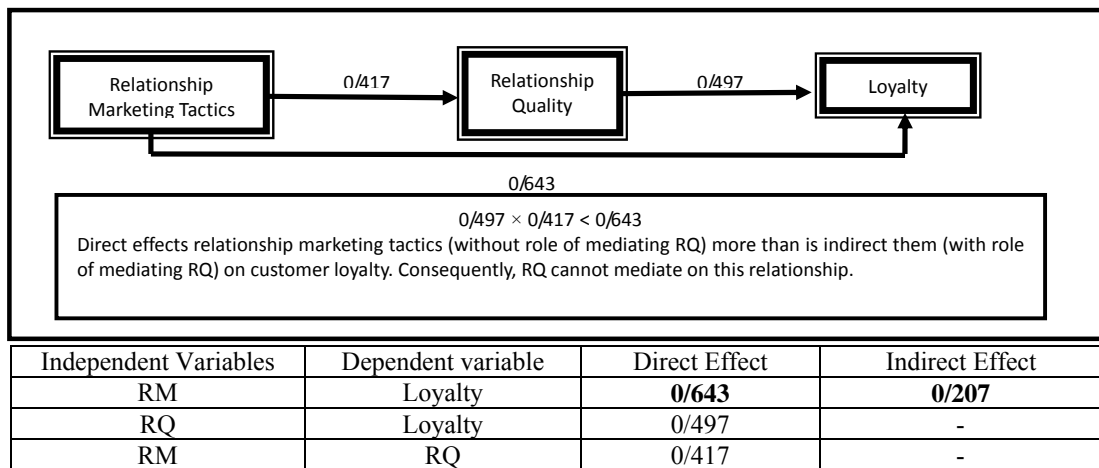 Relationship
Marketing Tactics
0/417
Relationship
Quality
0/497
Loyalty
0/643
0/497 × 0/417 < 0/643
Direct effects relationship marketing tactics (without role of mediating RQ) more than is indirect them (with role
of mediating RQ) on customer loyalty. Consequently, RQ cannot mediate on this relationship.
Independent Variables Dependent variable Direct Effect Indirect Effect
RM Loyalty 0/643 0/207
RQ Loyalty 0/497 -
RM RQ 0/417 -